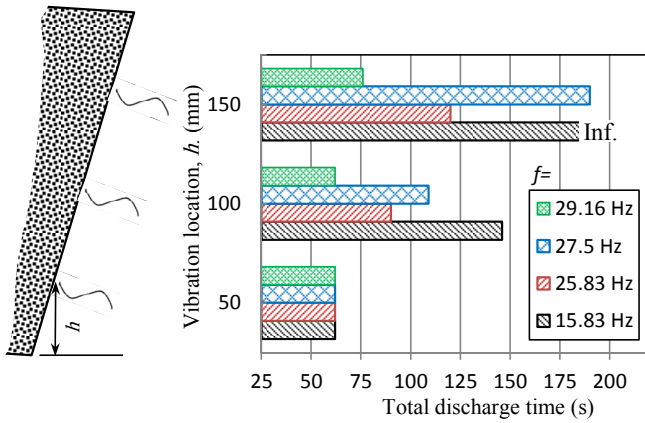 h
Vibration location, h. (mm)
150
100
50
Inf.
f=
29.16 Hz
27.5 Hz
25.83 Hz
15.83 Hz
25 50 75 100 125 150 175 200
Total discharge time (s)